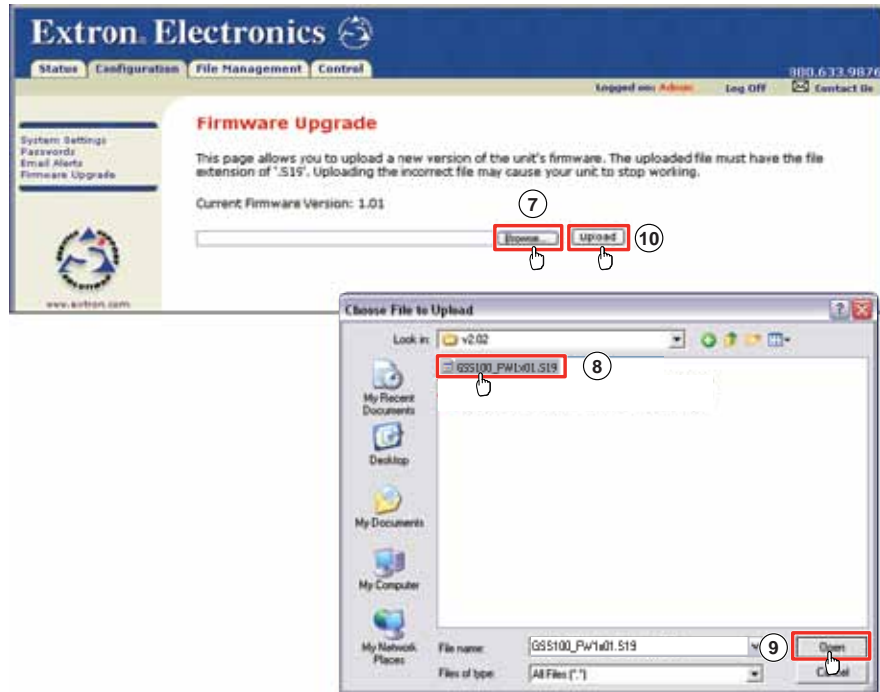 Extron Electronics
Status Configuration File Management Control
800.633.9876
Logged on: Admin Log Off Contact Us
System Settings
Passwords
Email Alerts
Firmware Upgrade
Firmware Upgrade
This page allows you to upload a new version of the unit's firmware. The uploaded file must have the file
extension of '.S19'. Uploading the incorrect file may cause your unit to stop working.
Current Firmware Version: 1.01
7
Browse... Upload 10
www.extron.com
Choose File to Upload
Look in: v2.02
GSS100_FW1x01.S19 8
My Recent
Documents
Desktop
My Documents
My Computer
My Network
Places
File name: GSS100_FW1x01.S19 9 Open
Files of type: All Files (*.*) Cancel